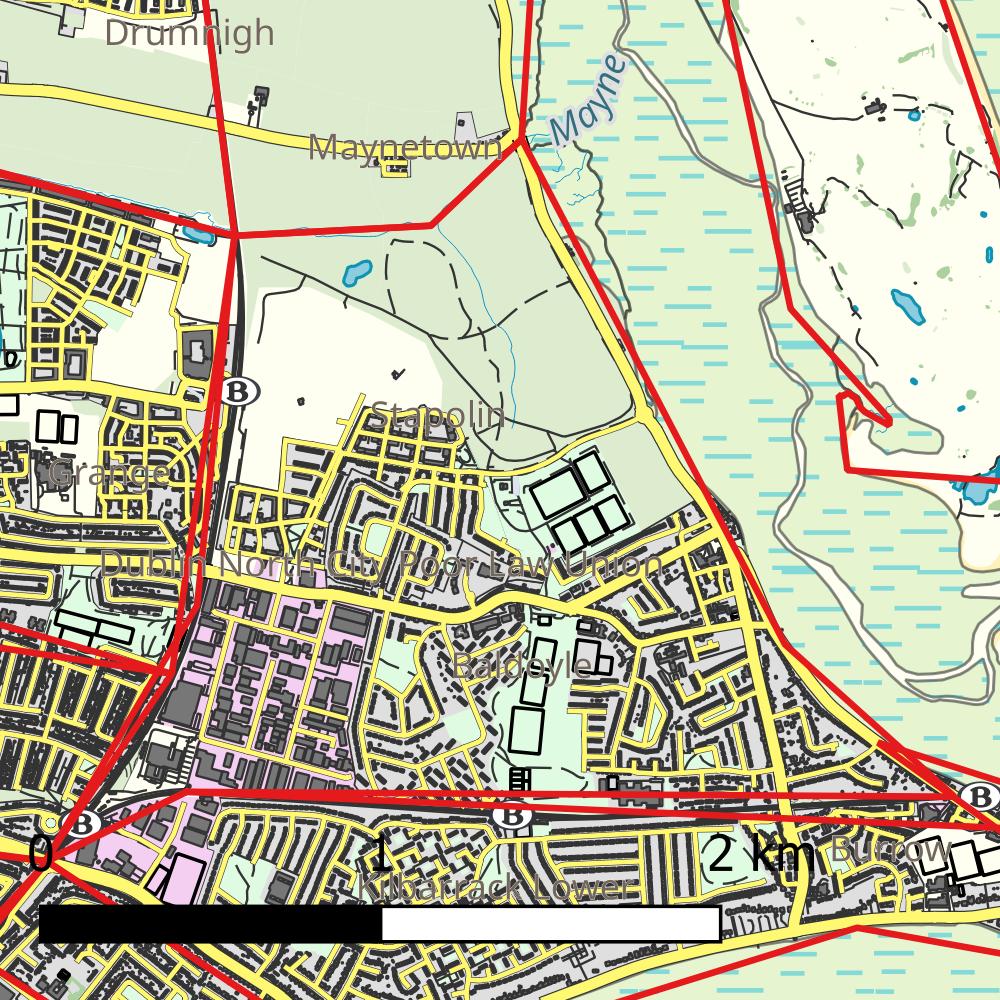 Drumnigh
Mayne
Maynetown
B
Stapolin
Grange
Dublin North City Poor Law Union
Baldoyle
B
B
B
0 1 2 km
Burrow
Kilbarrack Lower